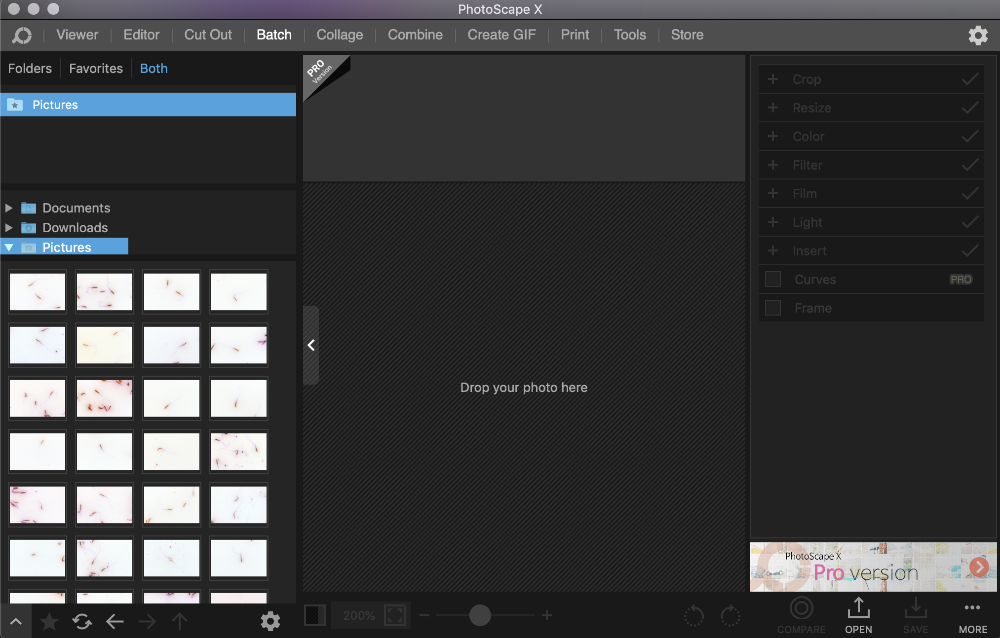 PhotoScape X
Viewer Editor Cut Out Batch Collage Combine Create GIF Print Tools Store
Folders Favorites Both
Pictures
Documents
Downloads
Pictures
PRO
Version
Drop your photo here
Crop
Resize
Color
Filter
Film
Light
Insert
Curves PRO
Frame
PhotoScape X
Pro version
200%
COMPARE OPEN SAVE MORE